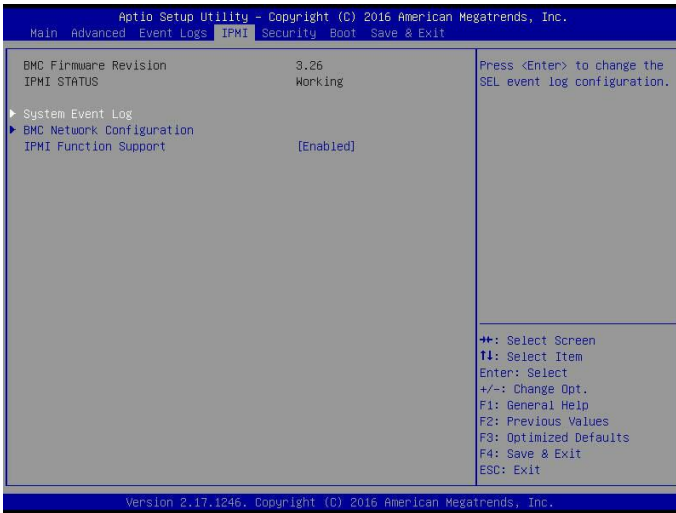 Aptio Setup Utility – Copyright (C) 2016 American Megatrends, Inc.
Main Advanced Event Logs IPMI Security Boot Save & Exit
BMC Firmware Revision 3.26
IPMI STATUS Working
System Event Log
BMC Network Configuration
IPMI Function Support [Enabled]
Press <Enter> to change the
SEL event log configuration.
→←: Select Screen
↑↓: Select Item
Enter: Select
+/-: Change Opt.
F1: General Help
F2: Previous Values
F3: Optimized Defaults
F4: Save & Exit
ESC: Exit
Version 2.17.1246. Copyright (C) 2016 American Megatrends, Inc.